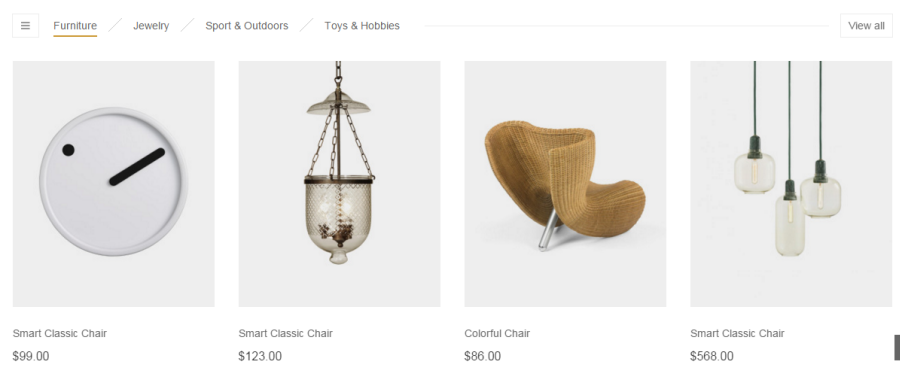 Furniture Jewelry Sport & Outdoors Toys & Hobbies View all
Smart Classic Chair Smart Classic Chair Colorful Chair Smart Classic Chair
$99.00 $123.00 $86.00 $568.00